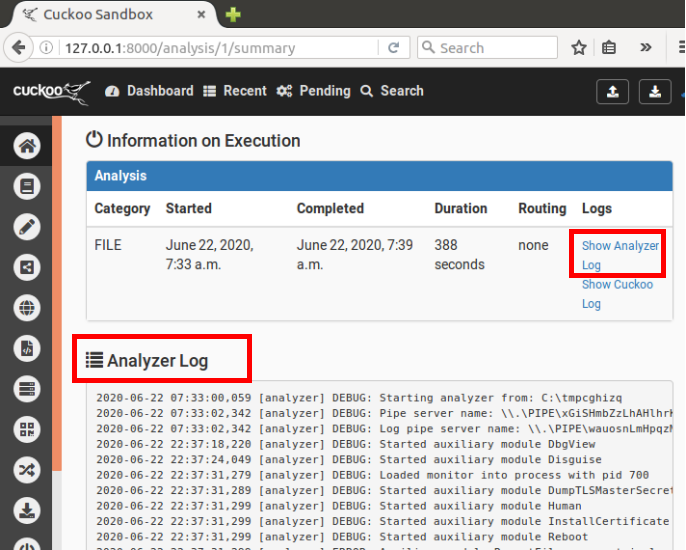 Cuckoo Sandbox
127.0.0.1:8000/analysis/1/summary
Search
cuckoo Dashboard Recent Pending Search
Information on Execution
Analysis
Category Started Completed Duration Routing Logs
FILE June 22, 2020, 7:33 a.m. June 22, 2020, 7:39 a.m. 388 seconds none Show Analyzer Log
Show Cuckoo Log
Analyzer Log
2020-06-22 07:33:00,059 [analyzer] DEBUG: Starting analyzer from: C:\tmpcghizq
2020-06-22 07:33:02,342 [analyzer] DEBUG: Pipe server name: \\.\PIPE\xGiSHmbZzLhAHlhrH
2020-06-22 07:33:02,342 [analyzer] DEBUG: Log pipe server name: \\.\PIPE\wauosnLmHpqzM
2020-06-22 22:37:18,220 [analyzer] DEBUG: Started auxiliary module DbgView
2020-06-22 22:37:24,049 [analyzer] DEBUG: Started auxiliary module Disguise
2020-06-22 22:37:31,279 [analyzer] DEBUG: Loaded monitor into process with pid 700
2020-06-22 22:37:31,289 [analyzer] DEBUG: Started auxiliary module DumpTLSMasterSecret
2020-06-22 22:37:31,299 [analyzer] DEBUG: Started auxiliary module Human
2020-06-22 22:37:31,299 [analyzer] DEBUG: Started auxiliary module InstallCertificate
2020-06-22 22:37:31,299 [analyzer] DEBUG: Started auxiliary module Reboot